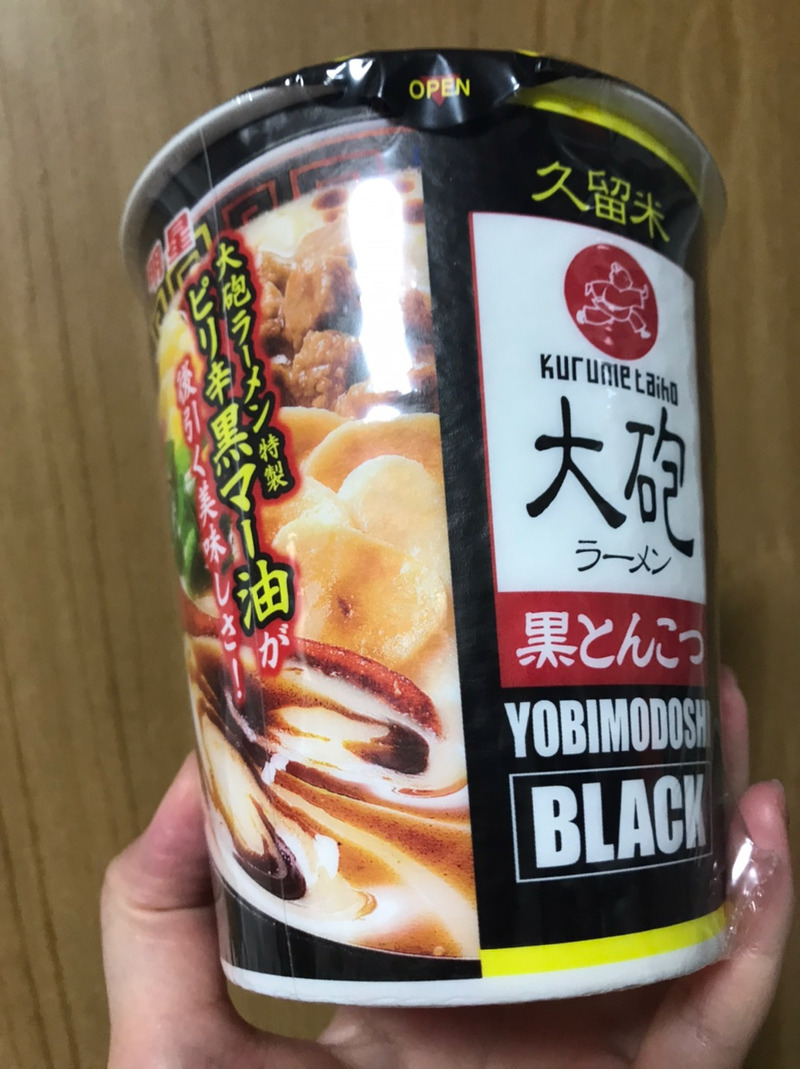 OPEN
明星
大砲ラーメン特製
ピリ辛黒マー油が
後引く美味しさ!
久留米
kurume taiho
大砲
ラーメン
黒とんこつ
YOBIMODOSHI
BLACK